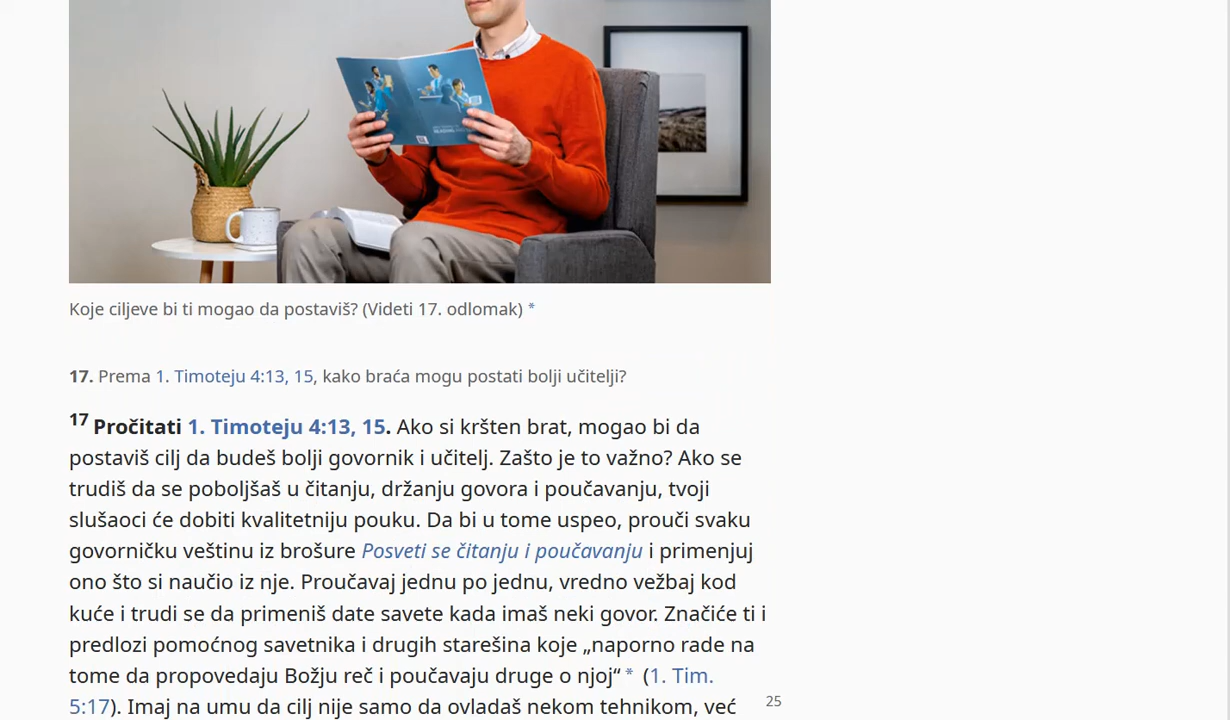 Koje ciljeve bi ti mogao da postaviš? (Videti 17. odlomak) *
17. Prema 1. Timoteju 4:13, 15, kako braća mogu postati bolji učitelji?
17 Pročitati 1. Timoteju 4:13, 15. Ako si kršten brat, mogao bi da
postaviš cilj da budeš bolji govornik i učitelj. Zašto je to važno? Ako se
trudiš da se poboljšaš u čitanju, držanju govora i poučavanju, tvoji
slušaoci će dobiti kvalitetniju pouku. Da bi u tome uspeo, prouči svaku
govorničku veštinu iz brošure Posveti se čitanju i poučavanju i primenjuj
ono što si naučio iz nje. Proučavaj jednu po jednu, vredno vežbaj kod
kuće i trudi se da primeniš date savete kada imaš neki govor. Značiće ti i
predlozi pomoćnog savetnika i drugih starešina koje „naporno rade na
tome da propovedaju Božju reč i poučavaju druge o njoj“ * (1. Tim.
5:17). Imaj na umu da cilj nije samo da ovladaš nekom tehnikom, već
25